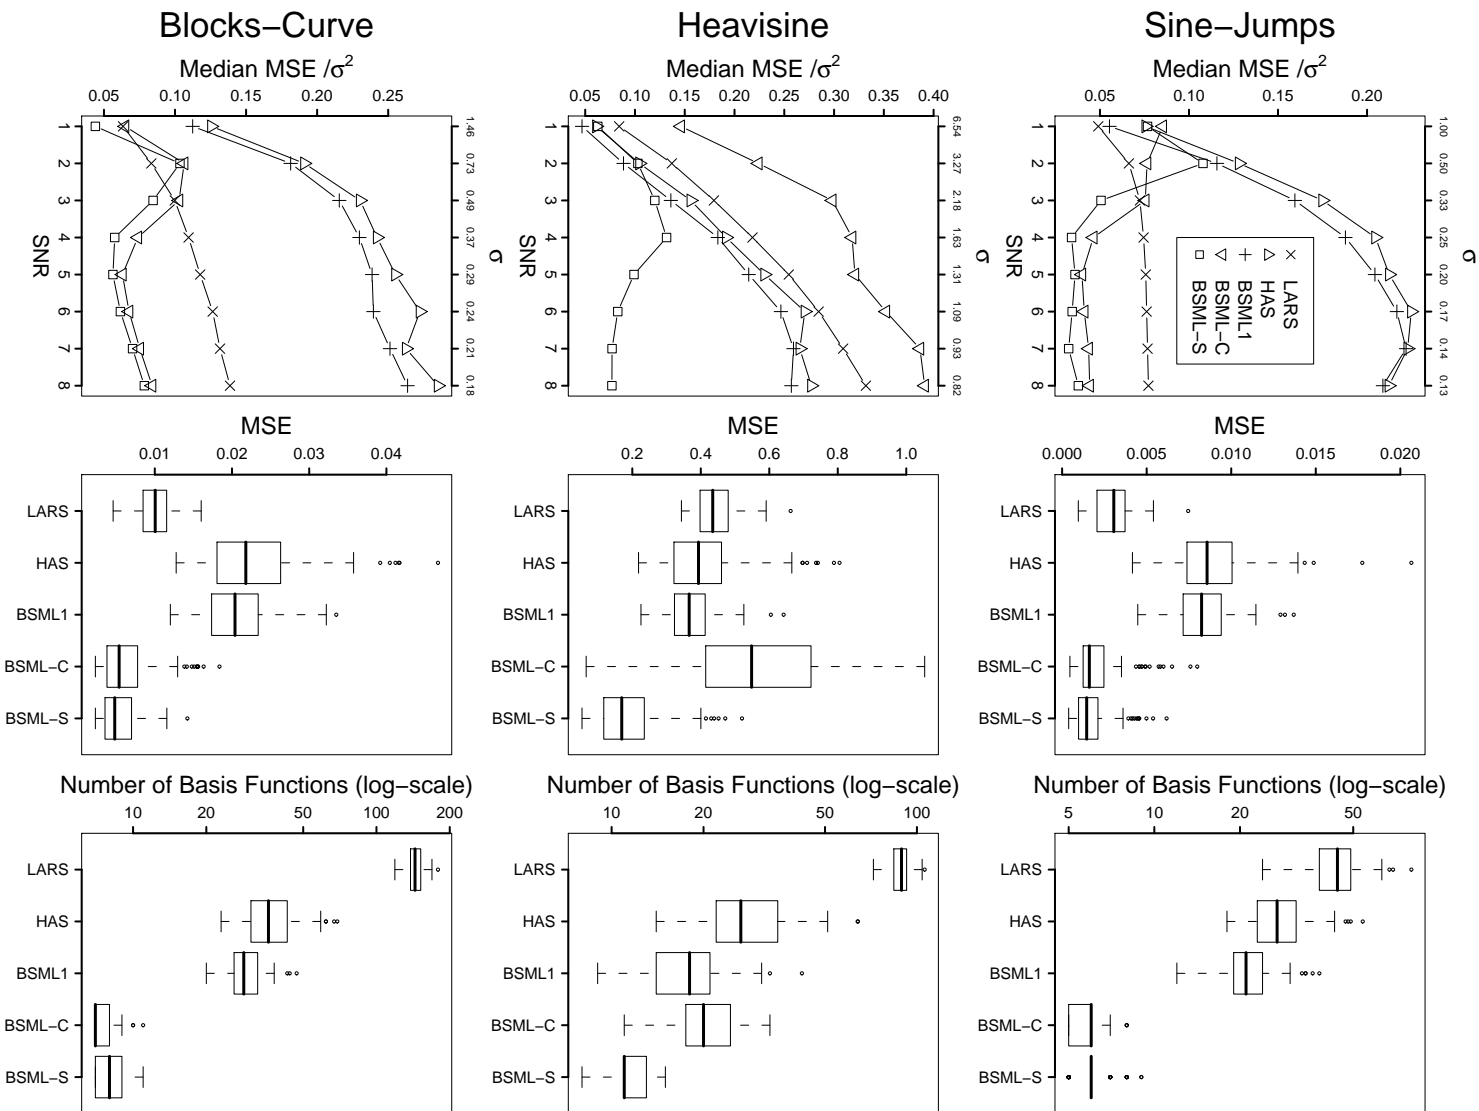 Blocks−Curve
Median MSE /σ2
0.05 0.10 0.15 0.20 0.25
1 2 3 4 5 6 7 8
SNR
1.46 0.73 0.49 0.37 0.29 0.24 0.21 0.18
σ
Heavisine
Median MSE /σ2
0.05 0.10 0.15 0.20 0.25 0.30 0.35 0.40
1 2 3 4 5 6 7 8
SNR
6.54 3.27 2.18 1.63 1.31 1.09 0.93 0.82
σ
Sine−Jumps
Median MSE /σ2
0.05 0.10 0.15 0.20
1 2 3 4 5 6 7 8
SNR
1.00 0.50 0.33 0.25 0.20 0.17 0.14 0.13
σ
LARS
HAS
BSML1
BSML−C
BSML−S
MSE
0.01 0.02 0.03 0.04
LARS
HAS
BSML1
BSML−C
BSML−S
MSE
0.2 0.4 0.6 0.8 1.0
LARS
HAS
BSML1
BSML−C
BSML−S
MSE
0.000 0.005 0.010 0.015 0.020
LARS
HAS
BSML1
BSML−C
BSML−S
Number of Basis Functions (log−scale)
10 20 50 100 200
LARS
HAS
BSML1
BSML−C
BSML−S
Number of Basis Functions (log−scale)
10 20 50 100
LARS
HAS
BSML1
BSML−C
BSML−S
Number of Basis Functions (log−scale)
5 10 20 50
LARS
HAS
BSML1
BSML−C
BSML−S